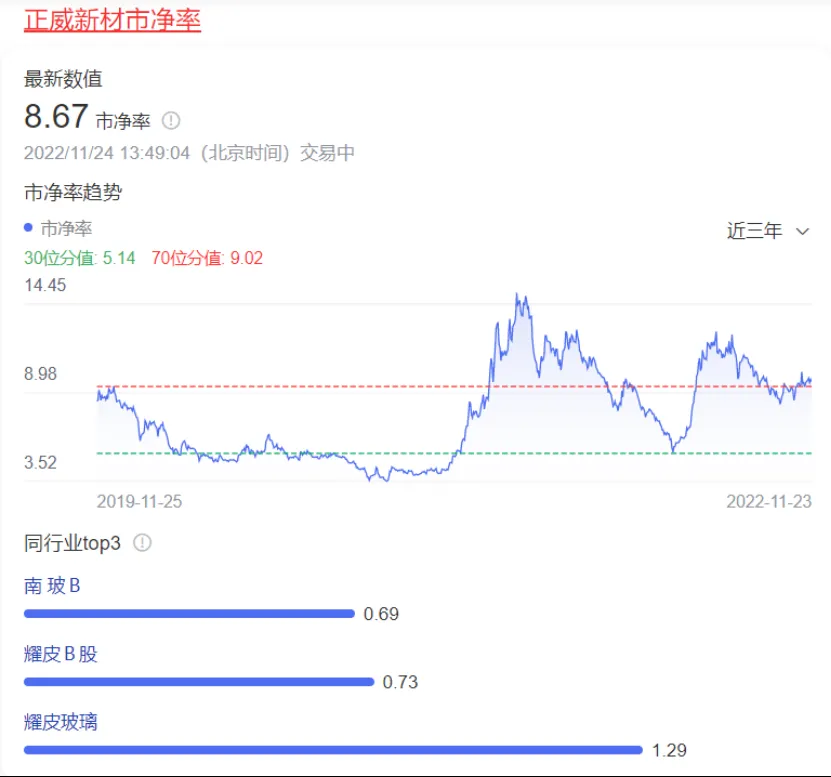 正威新材市净率
最新数值
8.67 市净率
2022/11/24 13:49:04（北京时间）交易中
市净率趋势
市净率
近三年
30位分值: 5.14 70位分值: 9.02
14.45
8.98
3.52
2019-11-25 2022-11-23
同行业top3
南 玻B
0.69
耀皮B股
0.73
耀皮玻璃
1.29